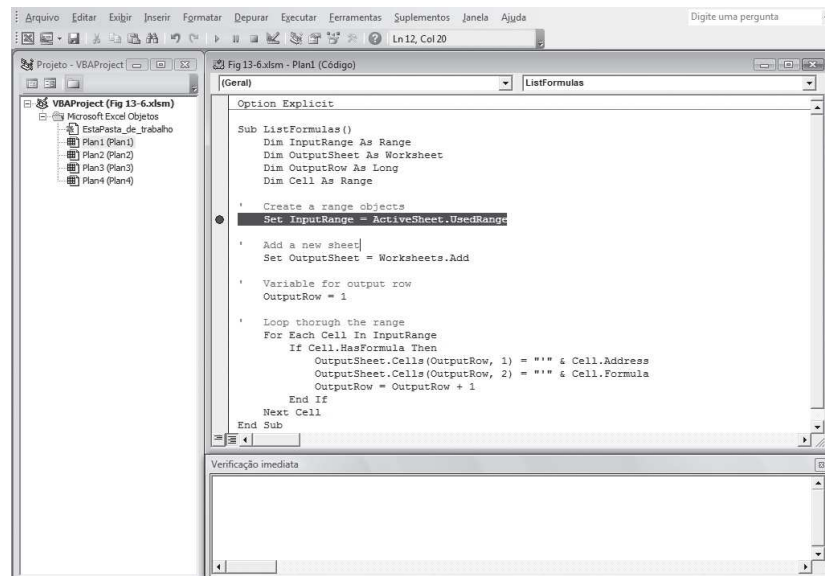 Arquivo Editar Exibir Inserir Formatar Depurar Executar Ferramentas Suplementos Janela Ajuda Digite uma pergunta
Ln 12, Col 20
Projeto - VBAProject
VBAProject (Fig 13-6.xlsm)
Microsoft Excel Objetos
EstaPasta_de_trabalho
Plan1 (Plan1)
Plan2 (Plan2)
Plan3 (Plan3)
Plan4 (Plan4)
Fig 13-6.xlsm - Plan1 (Código)
(Geral) ListFormulas
Option Explicit
Sub ListFormulas()
Dim InputRange As Range
Dim OutputSheet As Worksheet
Dim OutputRow As Long
Dim Cell As Range
' Create a range objects
Set InputRange = ActiveSheet.UsedRange
' Add a new sheet
Set OutputSheet = Worksheets.Add
' Variable for output row
OutputRow = 1
' Loop thorugh the range
For Each Cell In InputRange
If Cell.HasFormula Then
OutputSheet.Cells(OutputRow, 1) = "'" & Cell.Address
OutputSheet.Cells(OutputRow, 2) = "'" & Cell.Formula
OutputRow = OutputRow + 1
End If
Next Cell
End Sub
Verificação imediata